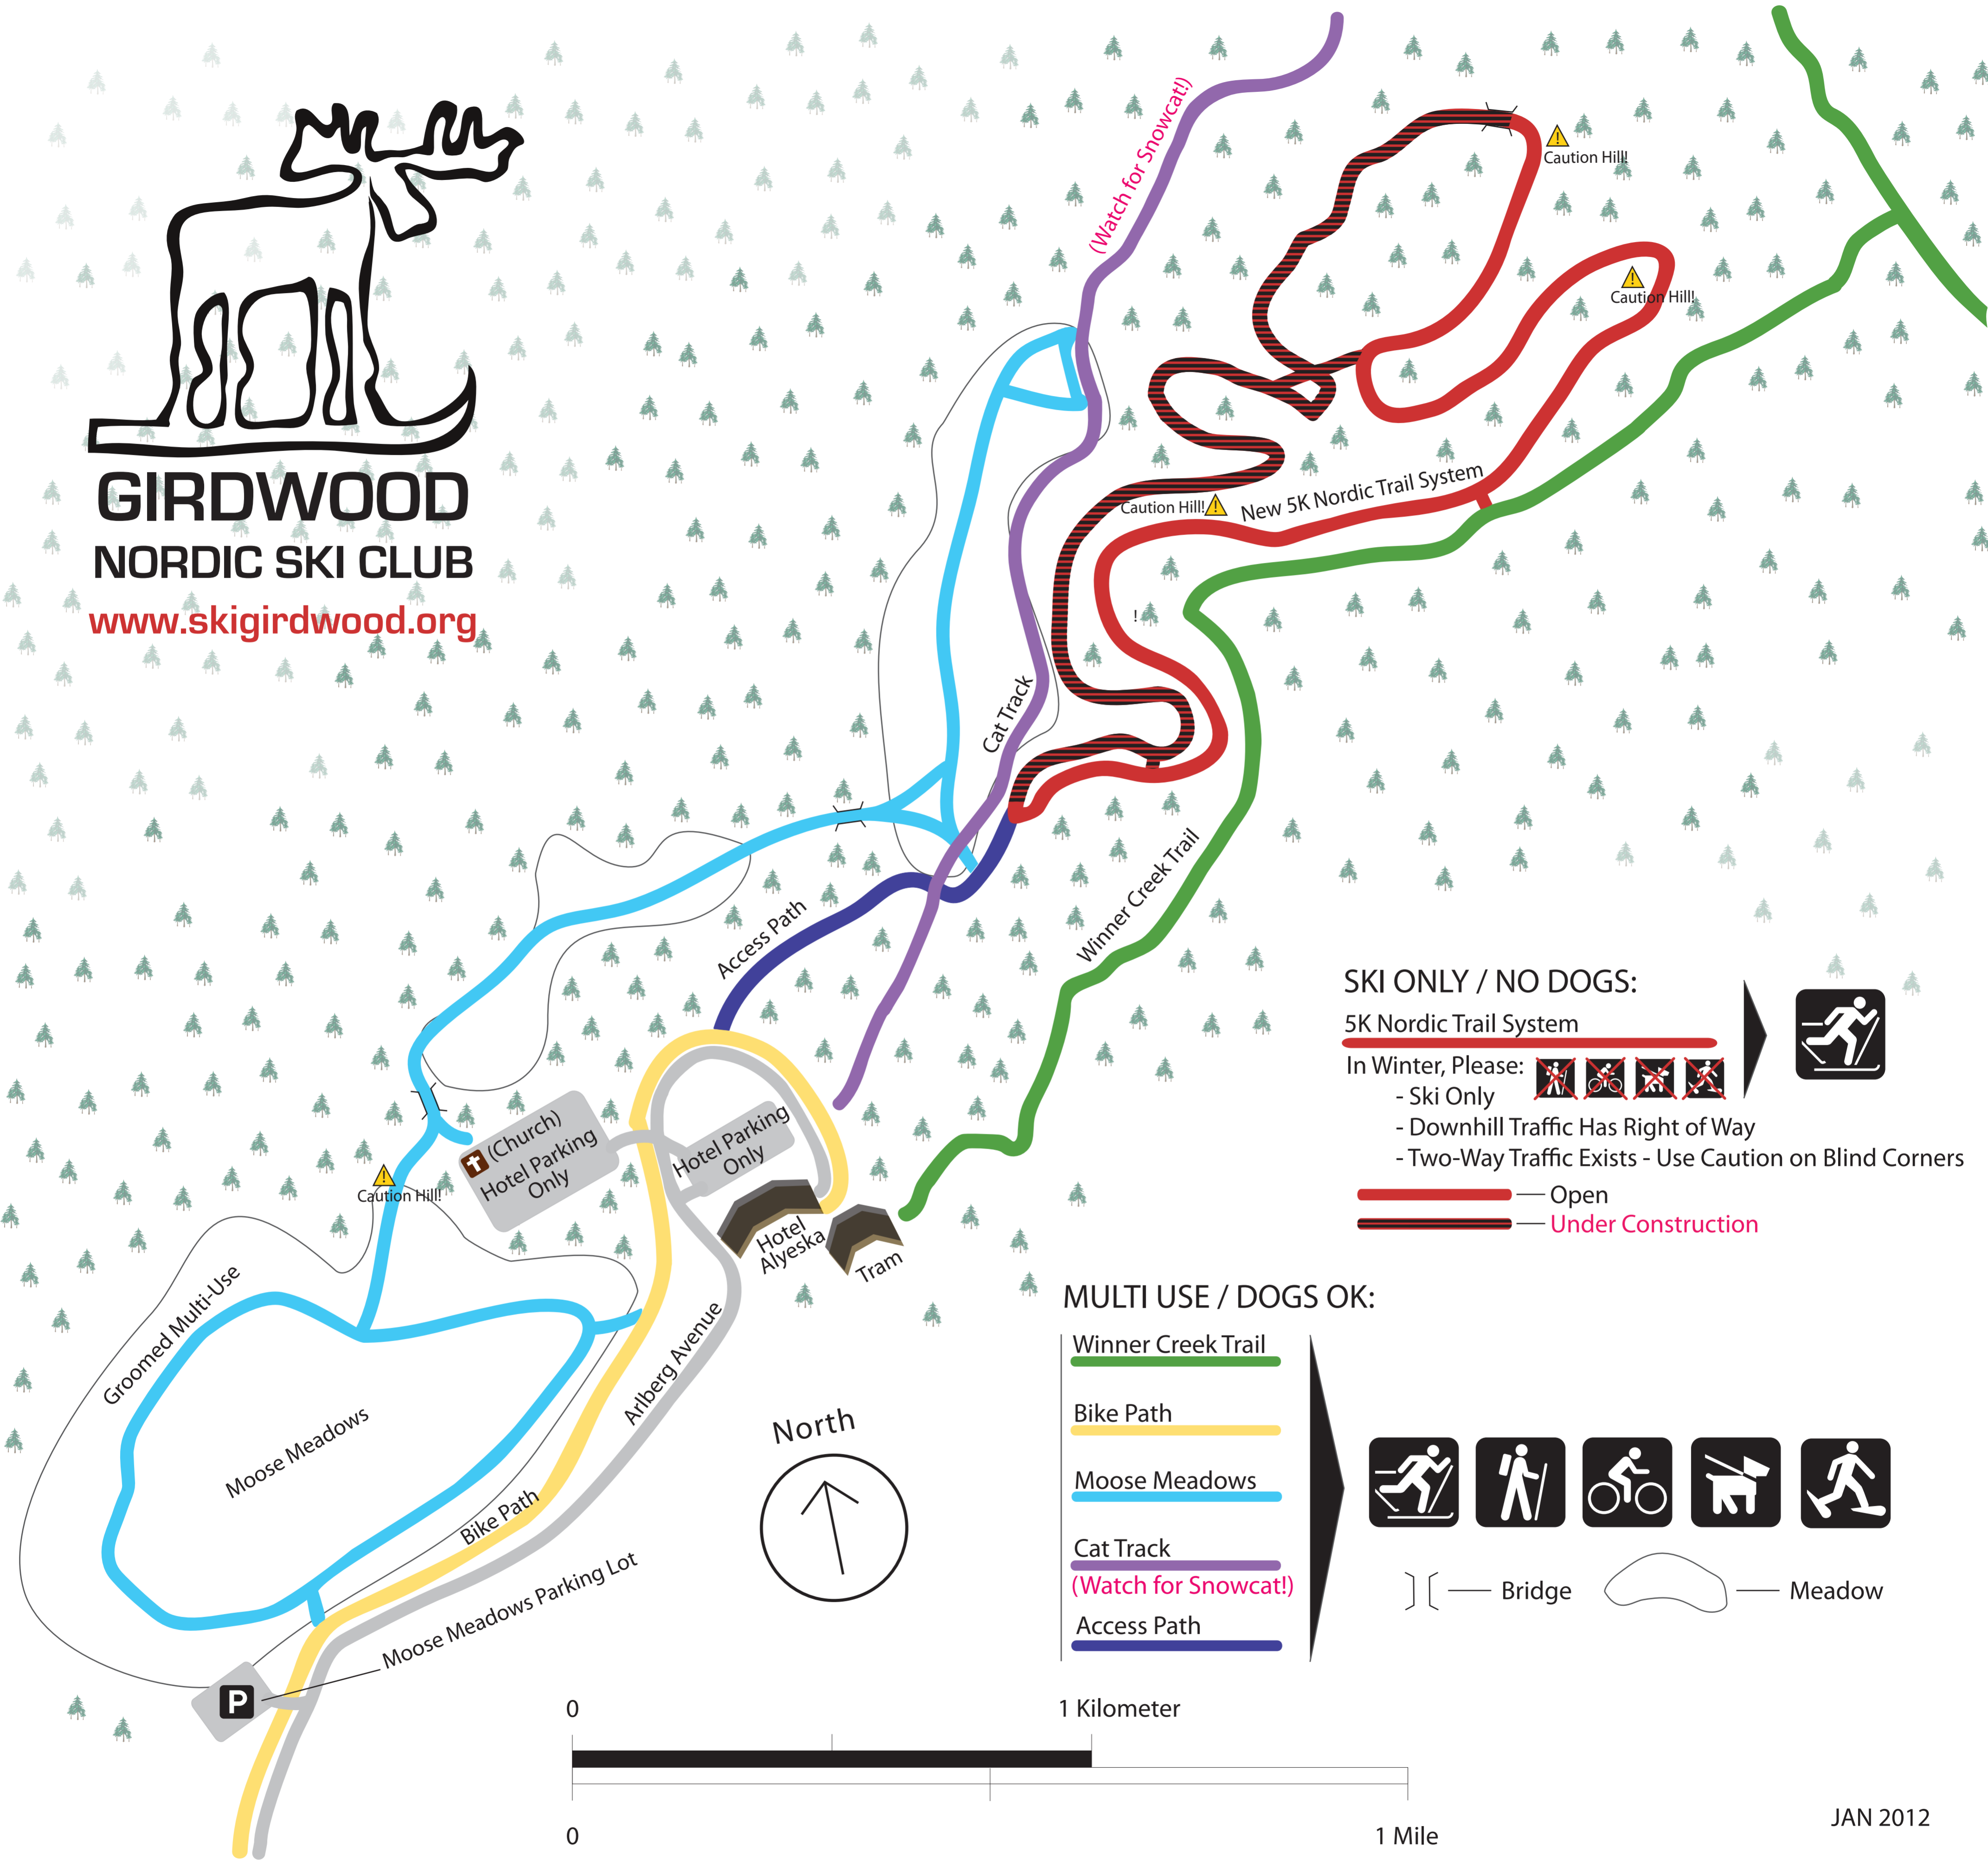 GIRDWOOD
NORDIC SKI CLUB
www.skigirdwood.org
(Watch for Snowcat!)
Caution Hill!
Caution Hill!
Caution Hill!
New 5K Nordic Trail System
!
Cat Track
Winner Creek Trail
Access Path
(Church)
Hotel Parking
Only
Hotel Parking
Only
Hotel
Alyeska
Tram
Caution Hill!
Groomed Multi-Use
Moose Meadows
Arlberg Avenue
Bike Path
Moose Meadows Parking Lot
P
North
SKI ONLY / NO DOGS:
5K Nordic Trail System
In Winter, Please:
- Ski Only
- Downhill Traffic Has Right of Way
- Two-Way Traffic Exists - Use Caution on Blind Corners
Open
Under Construction
MULTI USE / DOGS OK:
Winner Creek Trail
Bike Path
Moose Meadows
Cat Track
(Watch for Snowcat!)
Access Path
Bridge
Meadow
0
1 Kilometer
0
1 Mile
JAN 2012